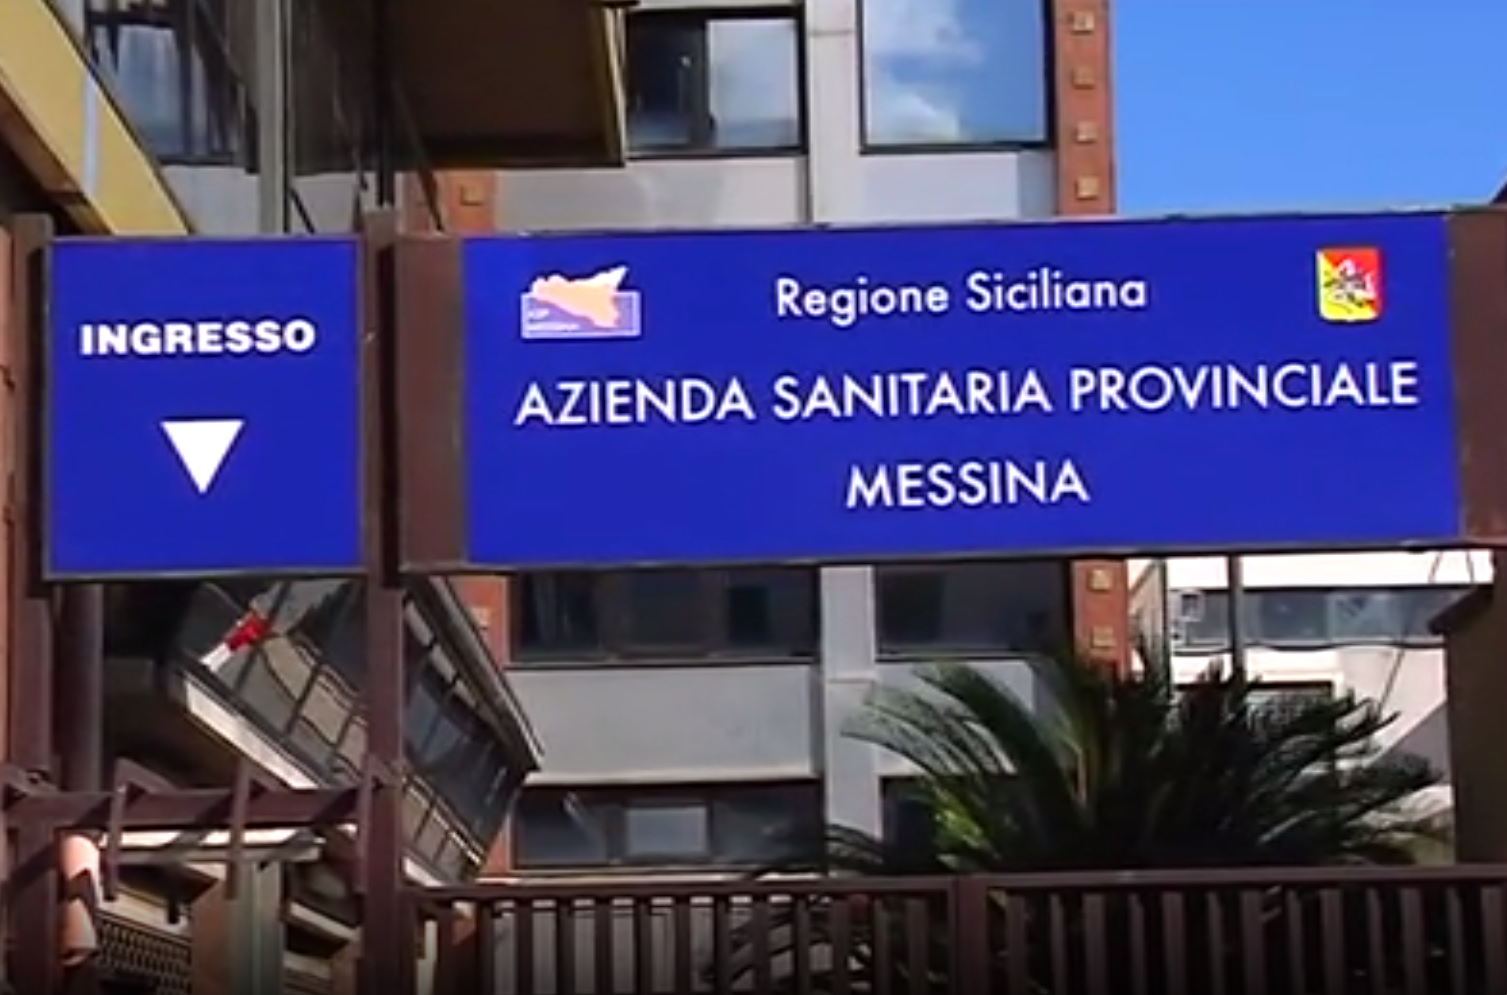 INGRESSO
Regione Siciliana
AZIENDA SANITARIA PROVINCIALE
MESSINA